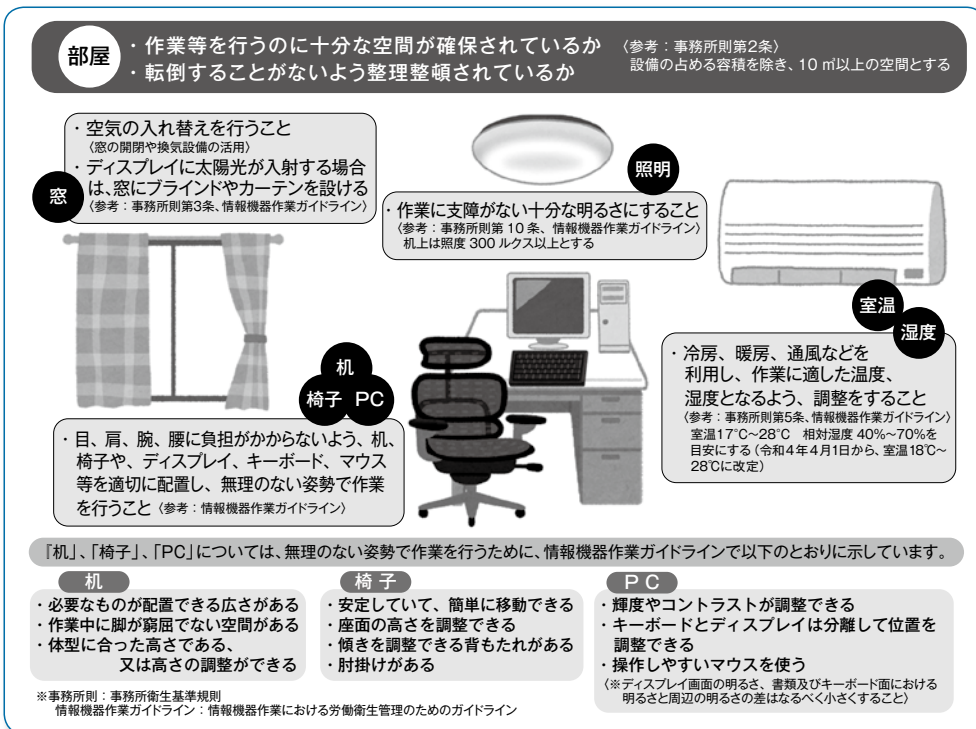 部屋
・作業等を行うのに十分な空間が確保されているか
・転倒することがないよう整理整頓されているか
〈参考：事務所則第2条〉
設備の占める容積を除き、10 ㎥以上の空間とする
窓
・空気の入れ替えを行うこと
〈窓の開閉や換気設備の活用〉
・ディスプレイに太陽光が入射する場合
は、窓にブラインドやカーテンを設ける
〈参考：事務所則第3条、情報機器作業ガイドライン〉
照明
・作業に支障がない十分な明るさにすること
〈参考：事務所則第 10 条、情報機器作業ガイドライン〉
机上は照度 300 ルクス以上とする
室温
湿度
・冷房、暖房、通風などを
利用し、作業に適した温度、
湿度となるよう、調整をすること
〈参考：事務所則第5条、情報機器作業ガイドライン〉
室温17℃～28℃　相対湿度 40％～70％を
目安にする（令和4年4月1日から、室温18℃～
28℃に改定）
机
椅子 PC
・目、肩、腕、腰に負担がかからないよう、机、
椅子や、ディスプレイ、キーボード、マウス
等を適切に配置し、無理のない姿勢で作業
を行うこと〈参考：情報機器作業ガイドライン〉
『机」、「椅子」、「PC」については、無理のない姿勢で作業を行うために、情報機器作業ガイドラインで以下のとおりに示しています。
机
・必要なものが配置できる広さがある
・作業中に脚が窮屈でない空間がある
・体型に合った高さである、
又は高さの調整ができる
椅子
・安定していて、簡単に移動できる
・座面の高さを調整できる
・傾きを調整できる背もたれがある
・肘掛けがある
PC
・輝度やコントラストが調整できる
・キーボードとディスプレイは分離して位置を
調整できる
・操作しやすいマウスを使う
〈※ディスプレイ画面の明るさ、書類及びキーボード面における
明るさと周辺の明るさの差はなるべく小さくすること〉
※事務所則：事務所衛生基準規則
情報機器作業ガイドライン：情報機器作業における労働衛生管理のためのガイドライン